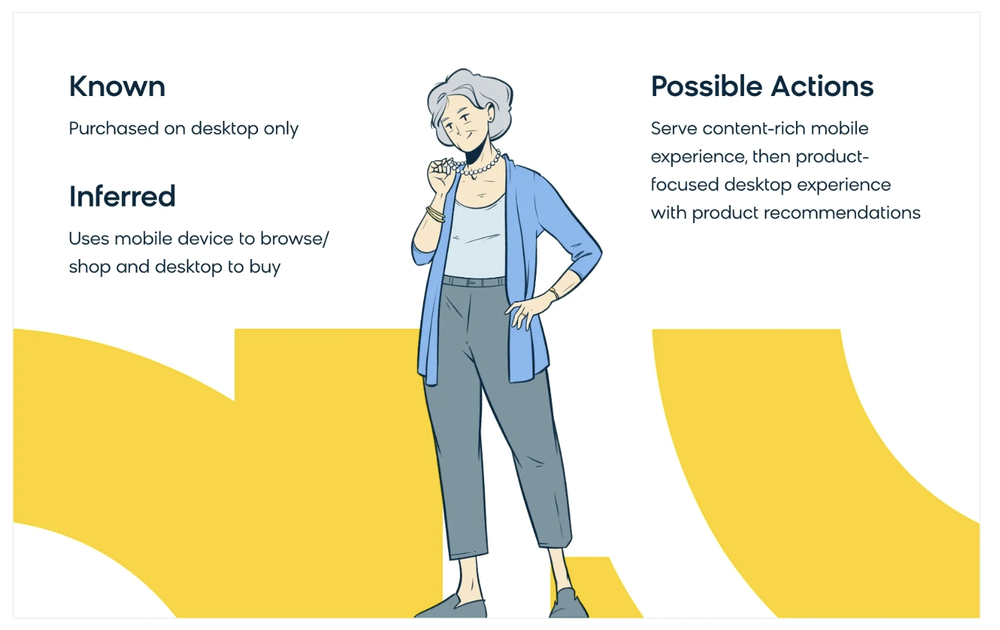 Known
Purchased on desktop only
Inferred
Uses mobile device to browse/
shop and desktop to buy
Possible Actions
Serve content-rich mobile
experience, then product-
focused desktop experience
with product recommendations